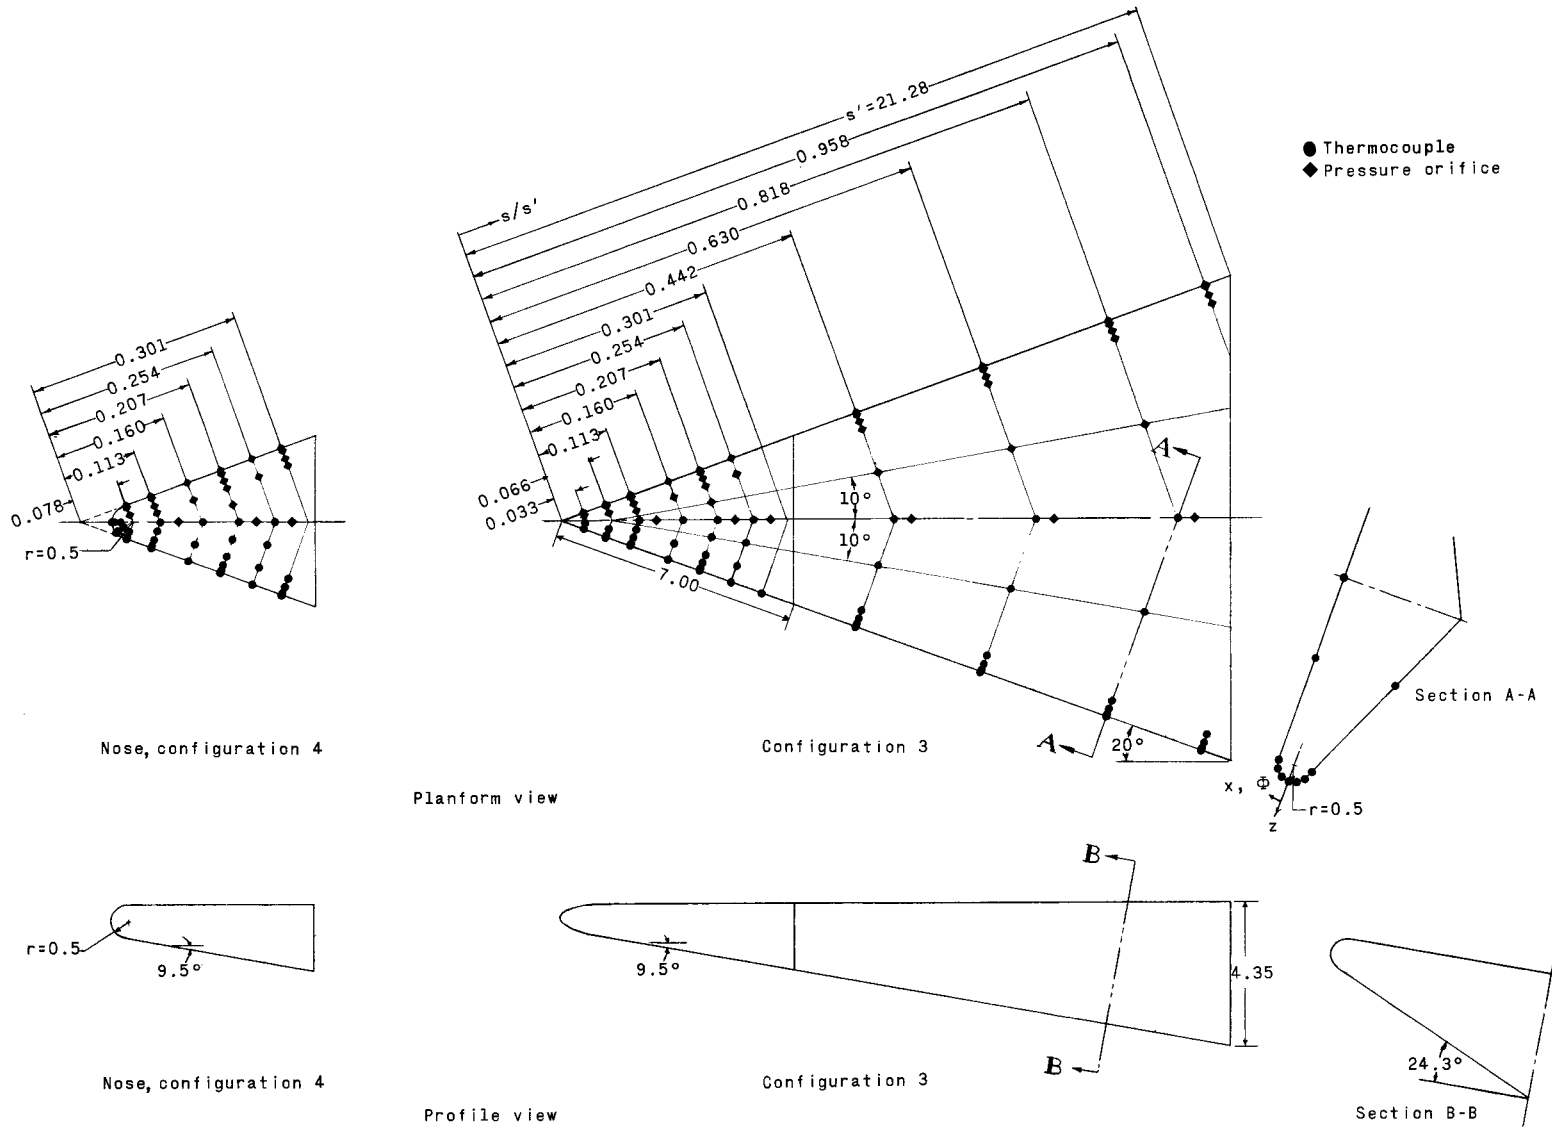 s'=21.28
0.958
0.818
0.630
0.442
0.301
0.254
0.207
0.160
0.113
0.066
0.033
s/s'
● Thermocouple
◆ Pressure orifice
0.301
0.254
0.207
0.160
0.113
0.078
r=0.5
10°
10°
7.00
A
A
20°
Section A-A
x, Φ
z
r=0.5
Nose, configuration 4
Configuration 3
Planform view
r=0.5
9.5°
9.5°
B
B
4.35
24.3°
Nose, configuration 4
Configuration 3
Section B-B
Profile view